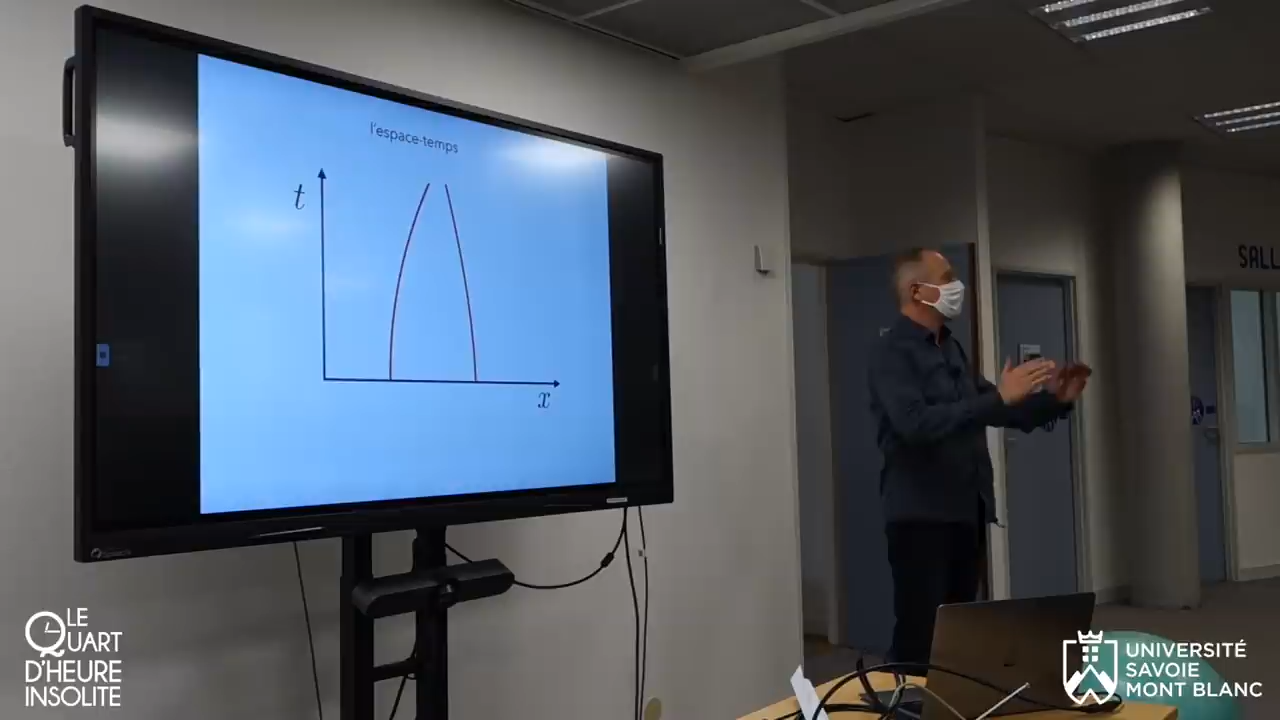 l'espace-temps
t
x
SALL
LE
QUART
D'HEURE
INSOLITE
UNIVERSITÉ
SAVOIE
MONT BLANC